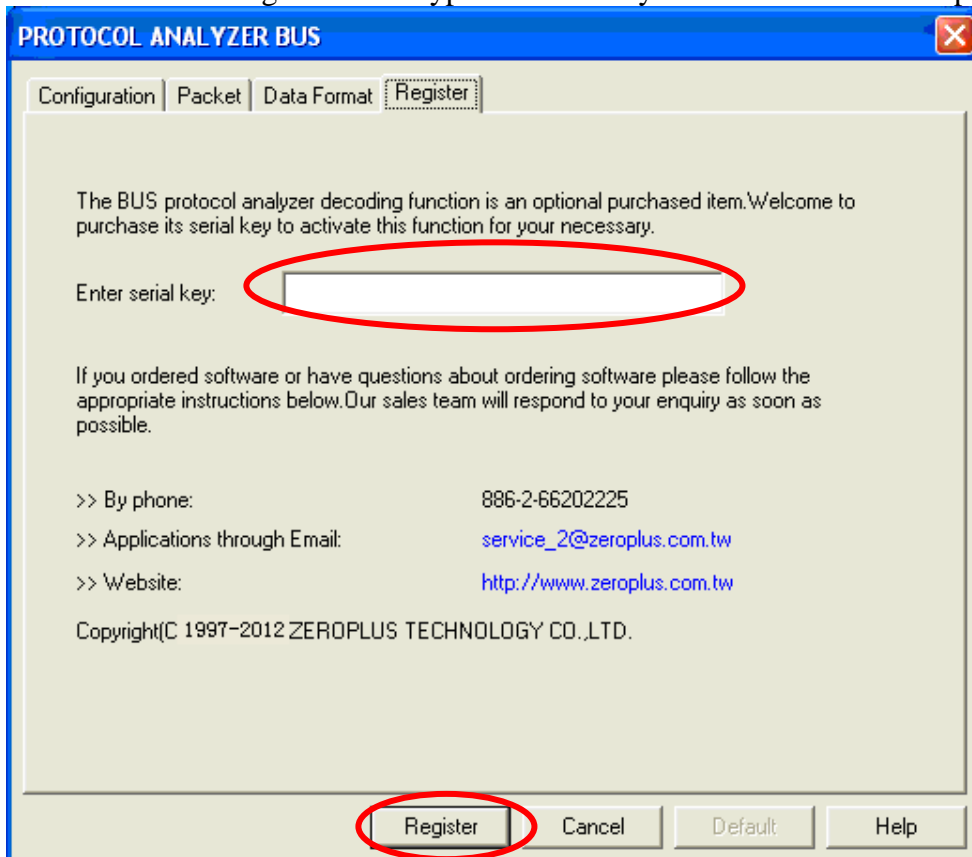 PROTOCOL ANALYZER BUS
Configuration Packet Data Format Register
The BUS protocol analyzer decoding function is an optional purchased item.Welcome to
purchase its serial key to activate this function for your necessary.
Enter serial key:
If you ordered software or have questions about ordering software please follow the
appropriate instructions below.Our sales team will respond to your enquiry as soon as
possible.
>> By phone: 886-2-66202225
>> Applications through Email: service_2@zeroplus.com.tw
>> Website: http://www.zeroplus.com.tw
Copyright(C 1997-2012 ZEROPLUS TECHNOLOGY CO.,LTD.
Register Cancel Default Help